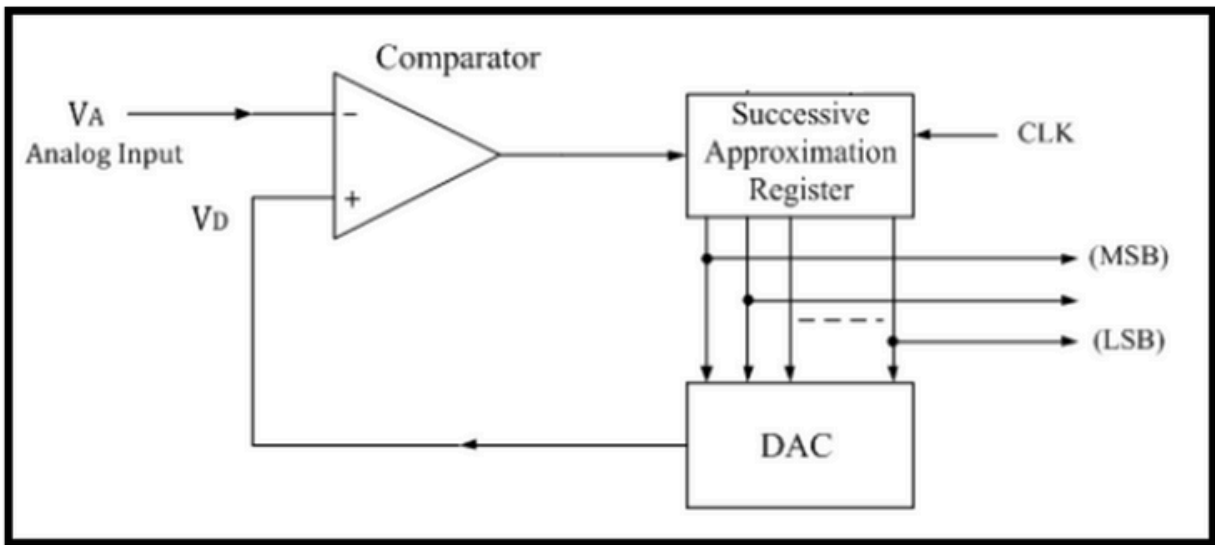 Comparator
VA
Analog Input
−
+
VD
Successive
Approximation
Register
CLK
(MSB)
(LSB)
DAC